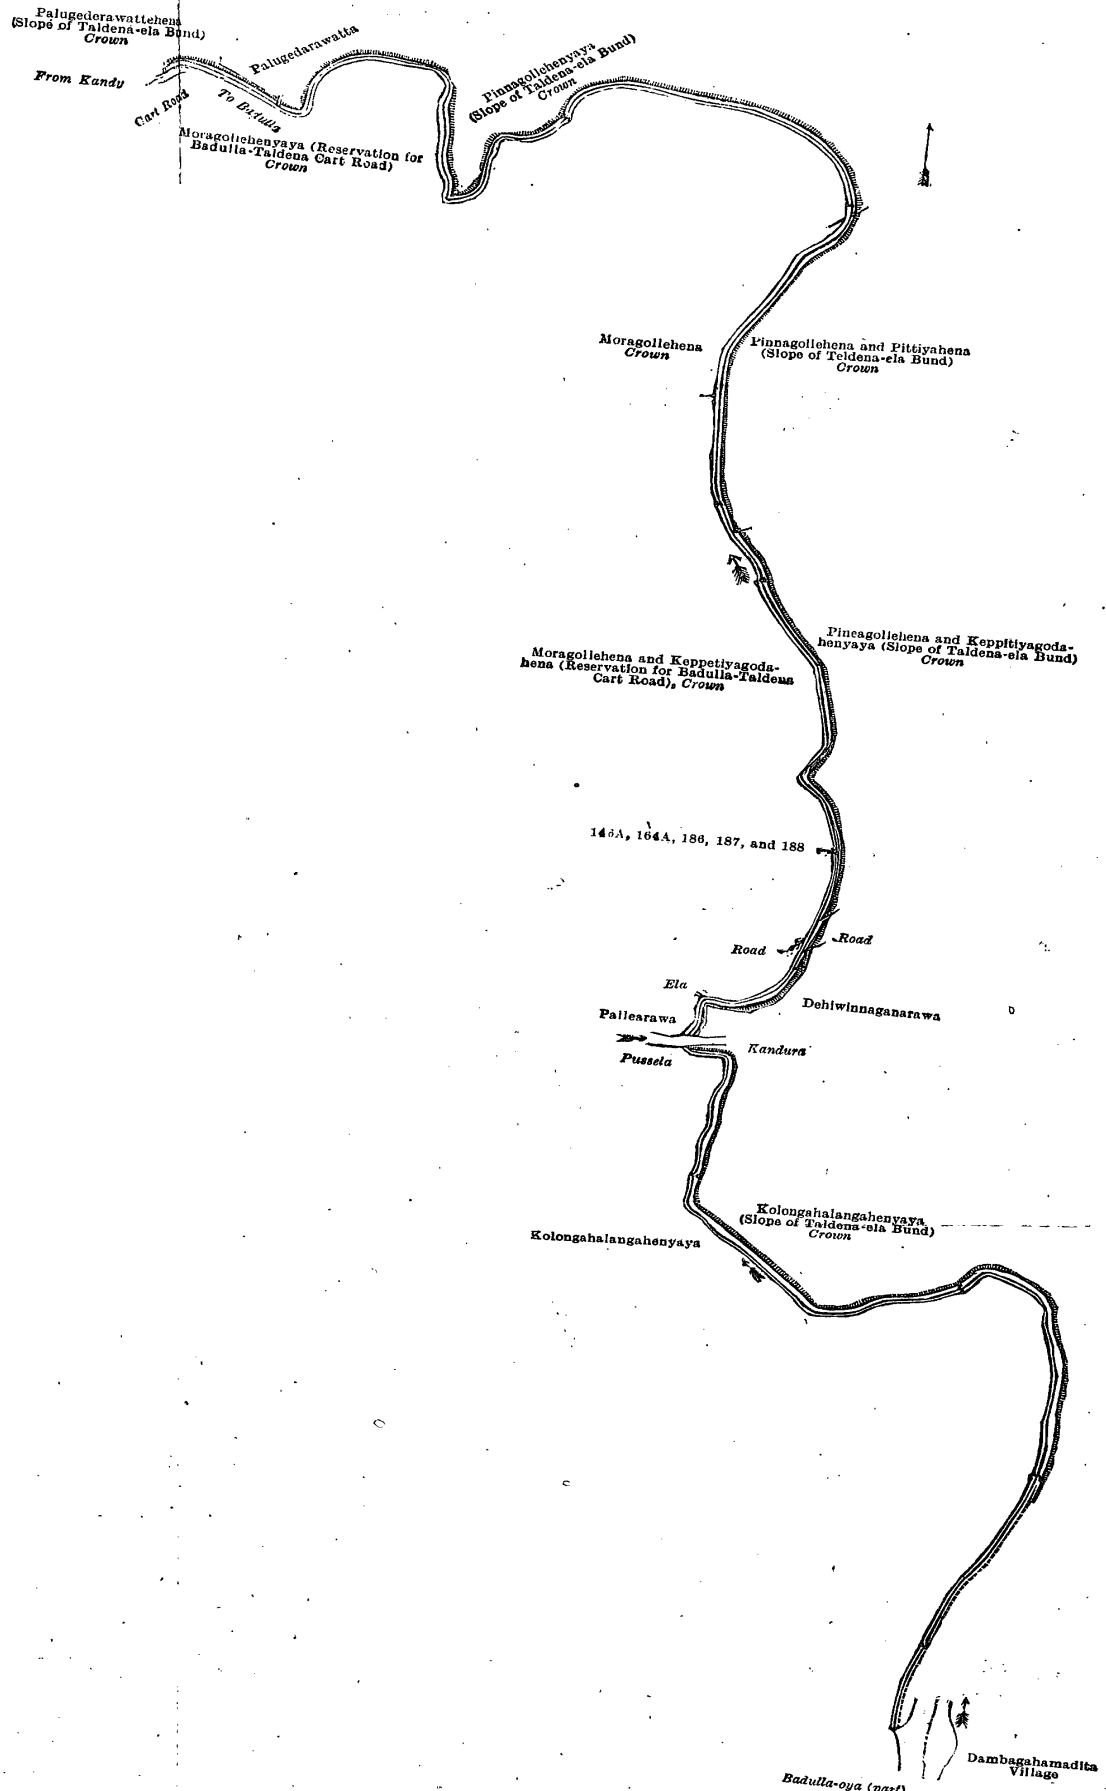 Palugederawattehena
(Slope of Taldena-ela Bund)
Crown
From Kandy
Cart Road
To Badulla
Palugedarawatta
Moragollehenyaya (Reservation for
Badulla-Taldena Cart Road)
Crown
Pinnagollehenyaya
(Slope of Taldena-ela Bund)
Crown
Moragollehena
Crown
Pinnagollehena and Pittiyahena
(Slope of Teldena-ela Bund)
Crown
Pineagollehena and Keppitiyagoda-
henyaya (Slope of Taldena-ela Bund)
Crown
Moragollehena and Keppetiyagoda-
hena (Reservation for Badulla-Taldena
Cart Road), Crown
164A, 186, 187, and 188
Road
Road
Ela
Dehiwinnaganarawa
Pallearawa
Kandura
Pussela
Kolongahalangahenyaya
(Slope of Taldena-ela Bund)
Crown
Kolongahalangahenyaya
Dambagahamadita
Village
Badulla-oya (part)